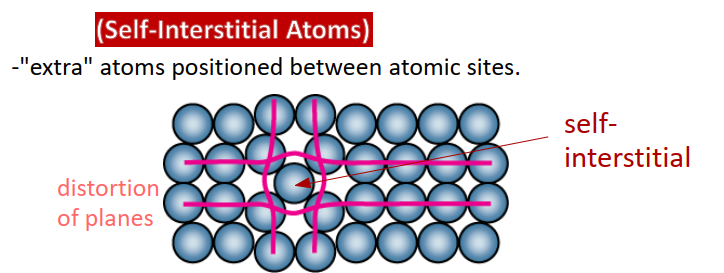 (Self-Interstitial Atoms)
-"extra" atoms positioned between atomic sites.
self-
interstitial
distortion
of planes